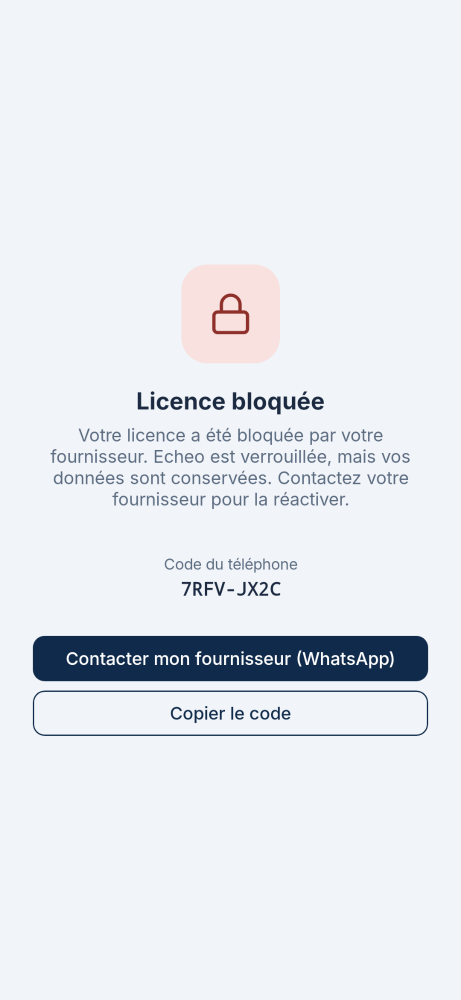 Licence bloquée
Votre licence a été bloquée par votre
fournisseur. Echeo est verrouillée, mais vos
données sont conservées. Contactez votre
fournisseur pour la réactiver.
Code du téléphone
7RFV-JX2C
Contacter mon fournisseur (WhatsApp)
Copier le code